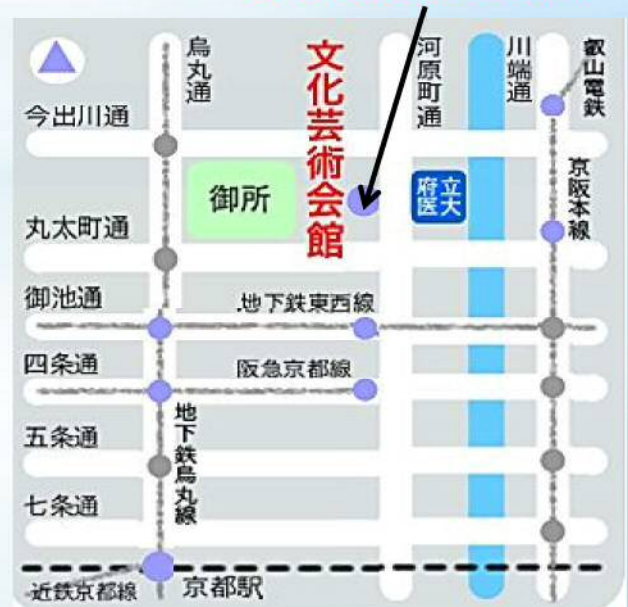 烏丸通
文化芸術会館
河原町通
川端通
叡山電鉄
今出川通
御所
府立
医大
京阪本線
丸太町通
御池通
地下鉄東西線
四条通
阪急京都線
地下鉄烏丸線
五条通
七条通
近鉄京都線
京都駅